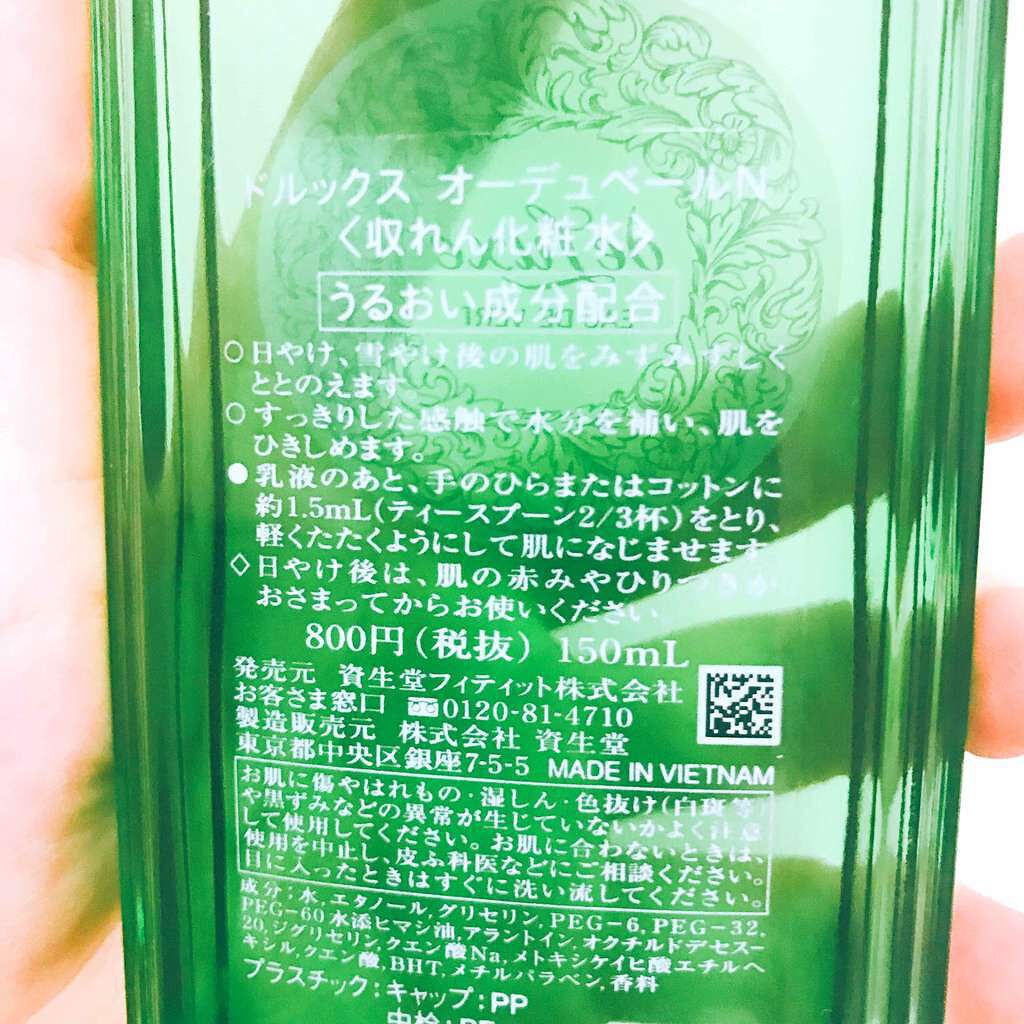 ドルックス オーデュベールN
〈収れん化粧水〉
うるおい成分配合
○日やけ、雪やけ後の肌をみずみずしく
ととのえます。
○すっきりした感触で水分を補い、肌を
ひきしめます。
●乳液のあと、手のひらまたはコットンに
約1.5mL(ティースプーン2/3杯)をとり、
軽くたたくようにして肌になじませます。
◇日やけ後は、肌の赤みやひりつきが
おさまってからお使いください。
800円(税抜) 150mL
発売元 資生堂フィティット株式会社
お客さま窓口 0120-81-4710
製造販売元 株式会社 資生堂
東京都中央区銀座7-5-5 MADE IN VIETNAM
お肌に傷やはれもの・湿しん・色抜け(白斑等)
や黒ずみなどの異常が生じていないかよく注意
して使用してください。お肌に合わないときは、
使用を中止し、皮ふ科医などにご相談ください。
目に入ったときはすぐに洗い流してください。
成分;水,エタノール,グリセリン,PEG-6,PEG-32,
PEG-60水添ヒマシ油,アラントイン,オクチルドデセス-
20,ジグリセリン,クエン酸Na,メトキシケイヒ酸エチルヘ
キシル,クエン酸,BHT,メチルパラベン,香料
プラスチック:キャップ:PP
中栓:PE